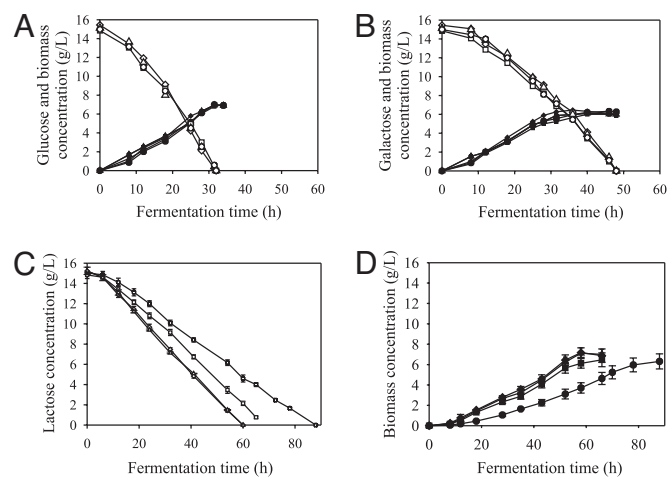 A
Glucose and biomass
concentration (g/L)
16
14
12
10
8
6
4
2
0
0 10 20 30 40 50 60
Fermentation time (h)
B
Galactose and biomass
concentration (g/L)
16
14
12
10
8
6
4
2
0
0 10 20 30 40 50 60
Fermentation time (h)
C
Lactose concentration (g/L)
16
14
12
10
8
6
4
2
0
0 20 40 60 80
Fermentation time (h)
D
Biomass concentration (g/L)
16
14
12
10
8
6
4
2
0
0 20 40 60 80
Fermentation time (h)